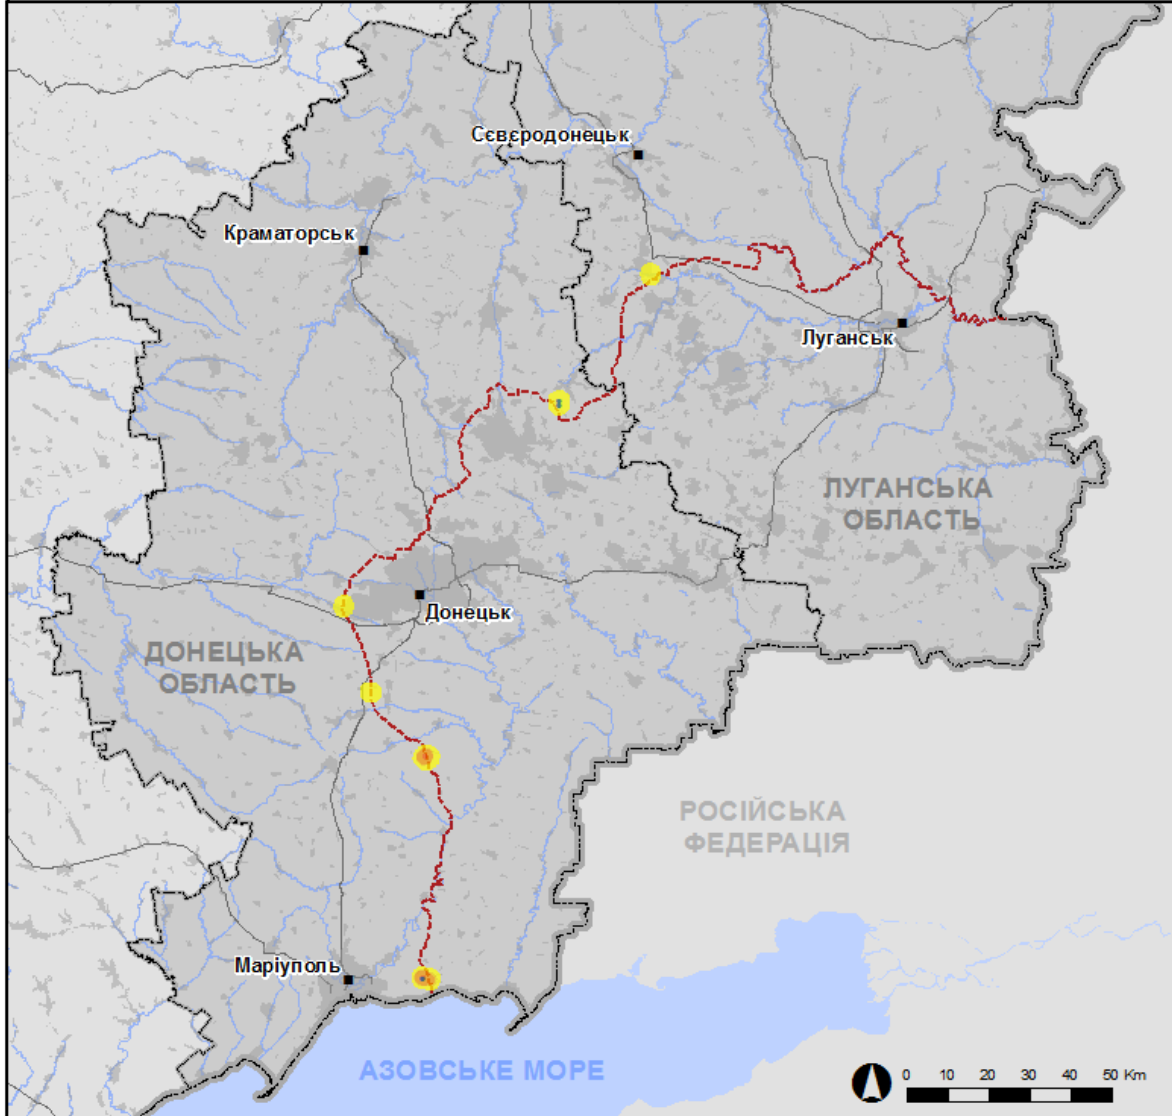 Сєвєродонецьк
Краматорськ
Луганськ
ЛУГАНСЬКА
ОБЛАСТЬ
Донецьк
ДОНЕЦЬКА
ОБЛАСТЬ
РОСІЙСЬКА
ФЕДЕРАЦІЯ
Маріуполь
АЗОВСЬКЕ МОРЕ
0 10 20 30 40 50 Km